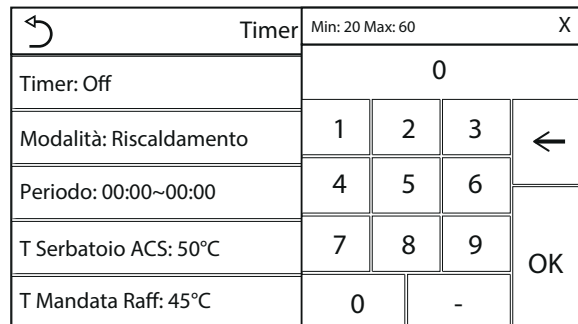 Timer
Timer: Off
Modalità: Riscaldamento
Periodo: 00:00~00:00
T Serbatoio ACS: 50°C
T Mandata Raff: 45°C
Min: 20 Max: 60 X
0
1 2 3 ←
4 5 6
7 8 9 OK
0 -